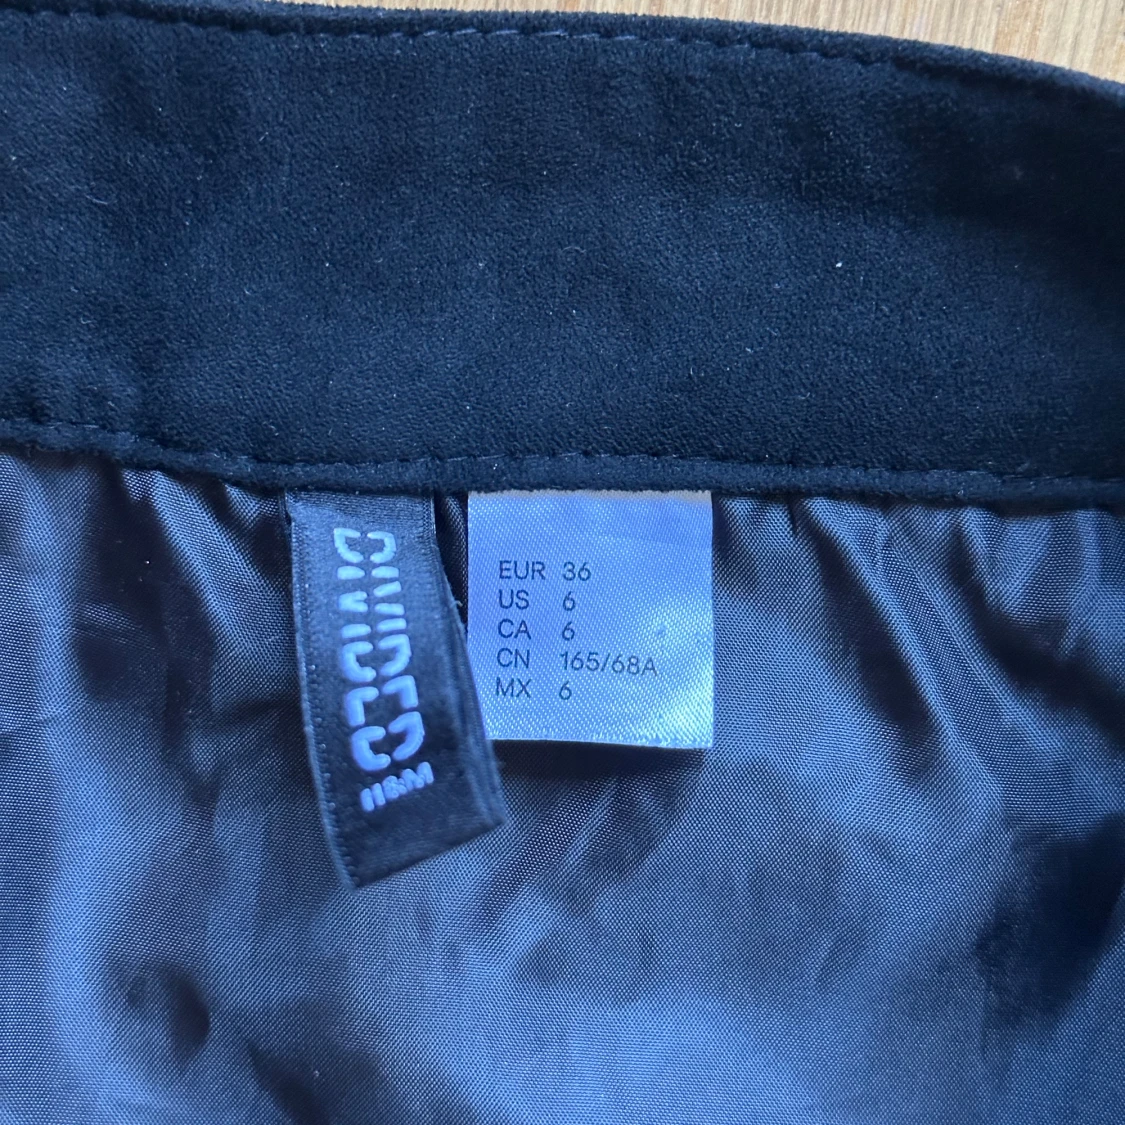 DIVIDED
H&M
EUR 36
US 6
CA 6
CN 165/68A
MX 6